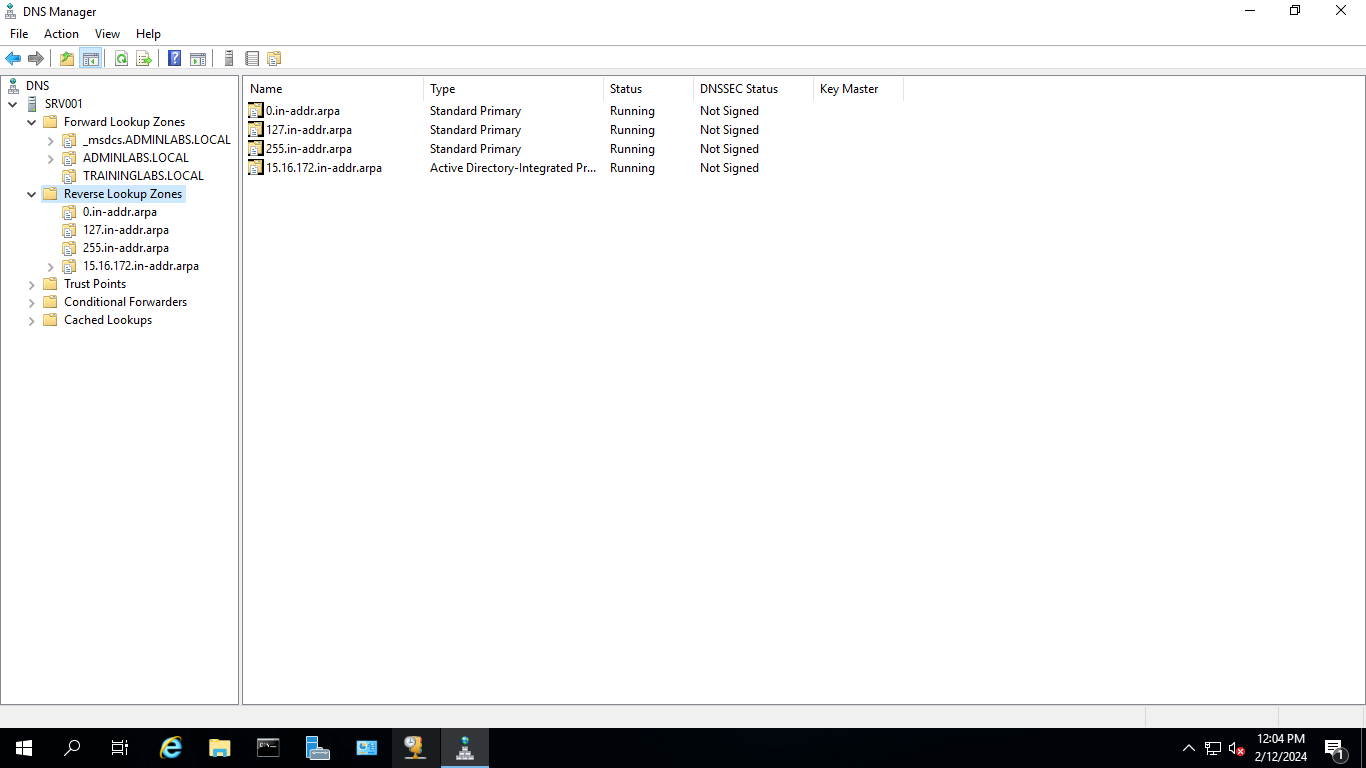 DNS Manager
File Action View Help
DNS
SRV001
Forward Lookup Zones
_msdcs.ADMINLABS.LOCAL
ADMINLABS.LOCAL
TRAININGLABS.LOCAL
Reverse Lookup Zones
0.in-addr.arpa
127.in-addr.arpa
255.in-addr.arpa
15.16.172.in-addr.arpa
Trust Points
Conditional Forwarders
Cached Lookups
Name Type Status DNSSEC Status Key Master
0.in-addr.arpa Standard Primary Running Not Signed
127.in-addr.arpa Standard Primary Running Not Signed
255.in-addr.arpa Standard Primary Running Not Signed
15.16.172.in-addr.arpa Active Directory-Integrated Pr... Running Not Signed
12:04 PM
2/12/2024
1